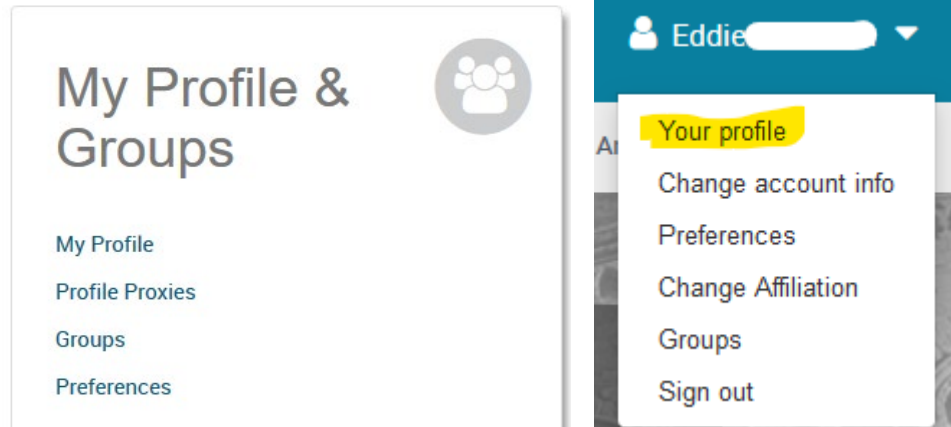 My Profile &
Groups
My Profile
Profile Proxies
Groups
Preferences
Eddie
Your profile
Change account info
Preferences
Change Affiliation
Groups
Sign out